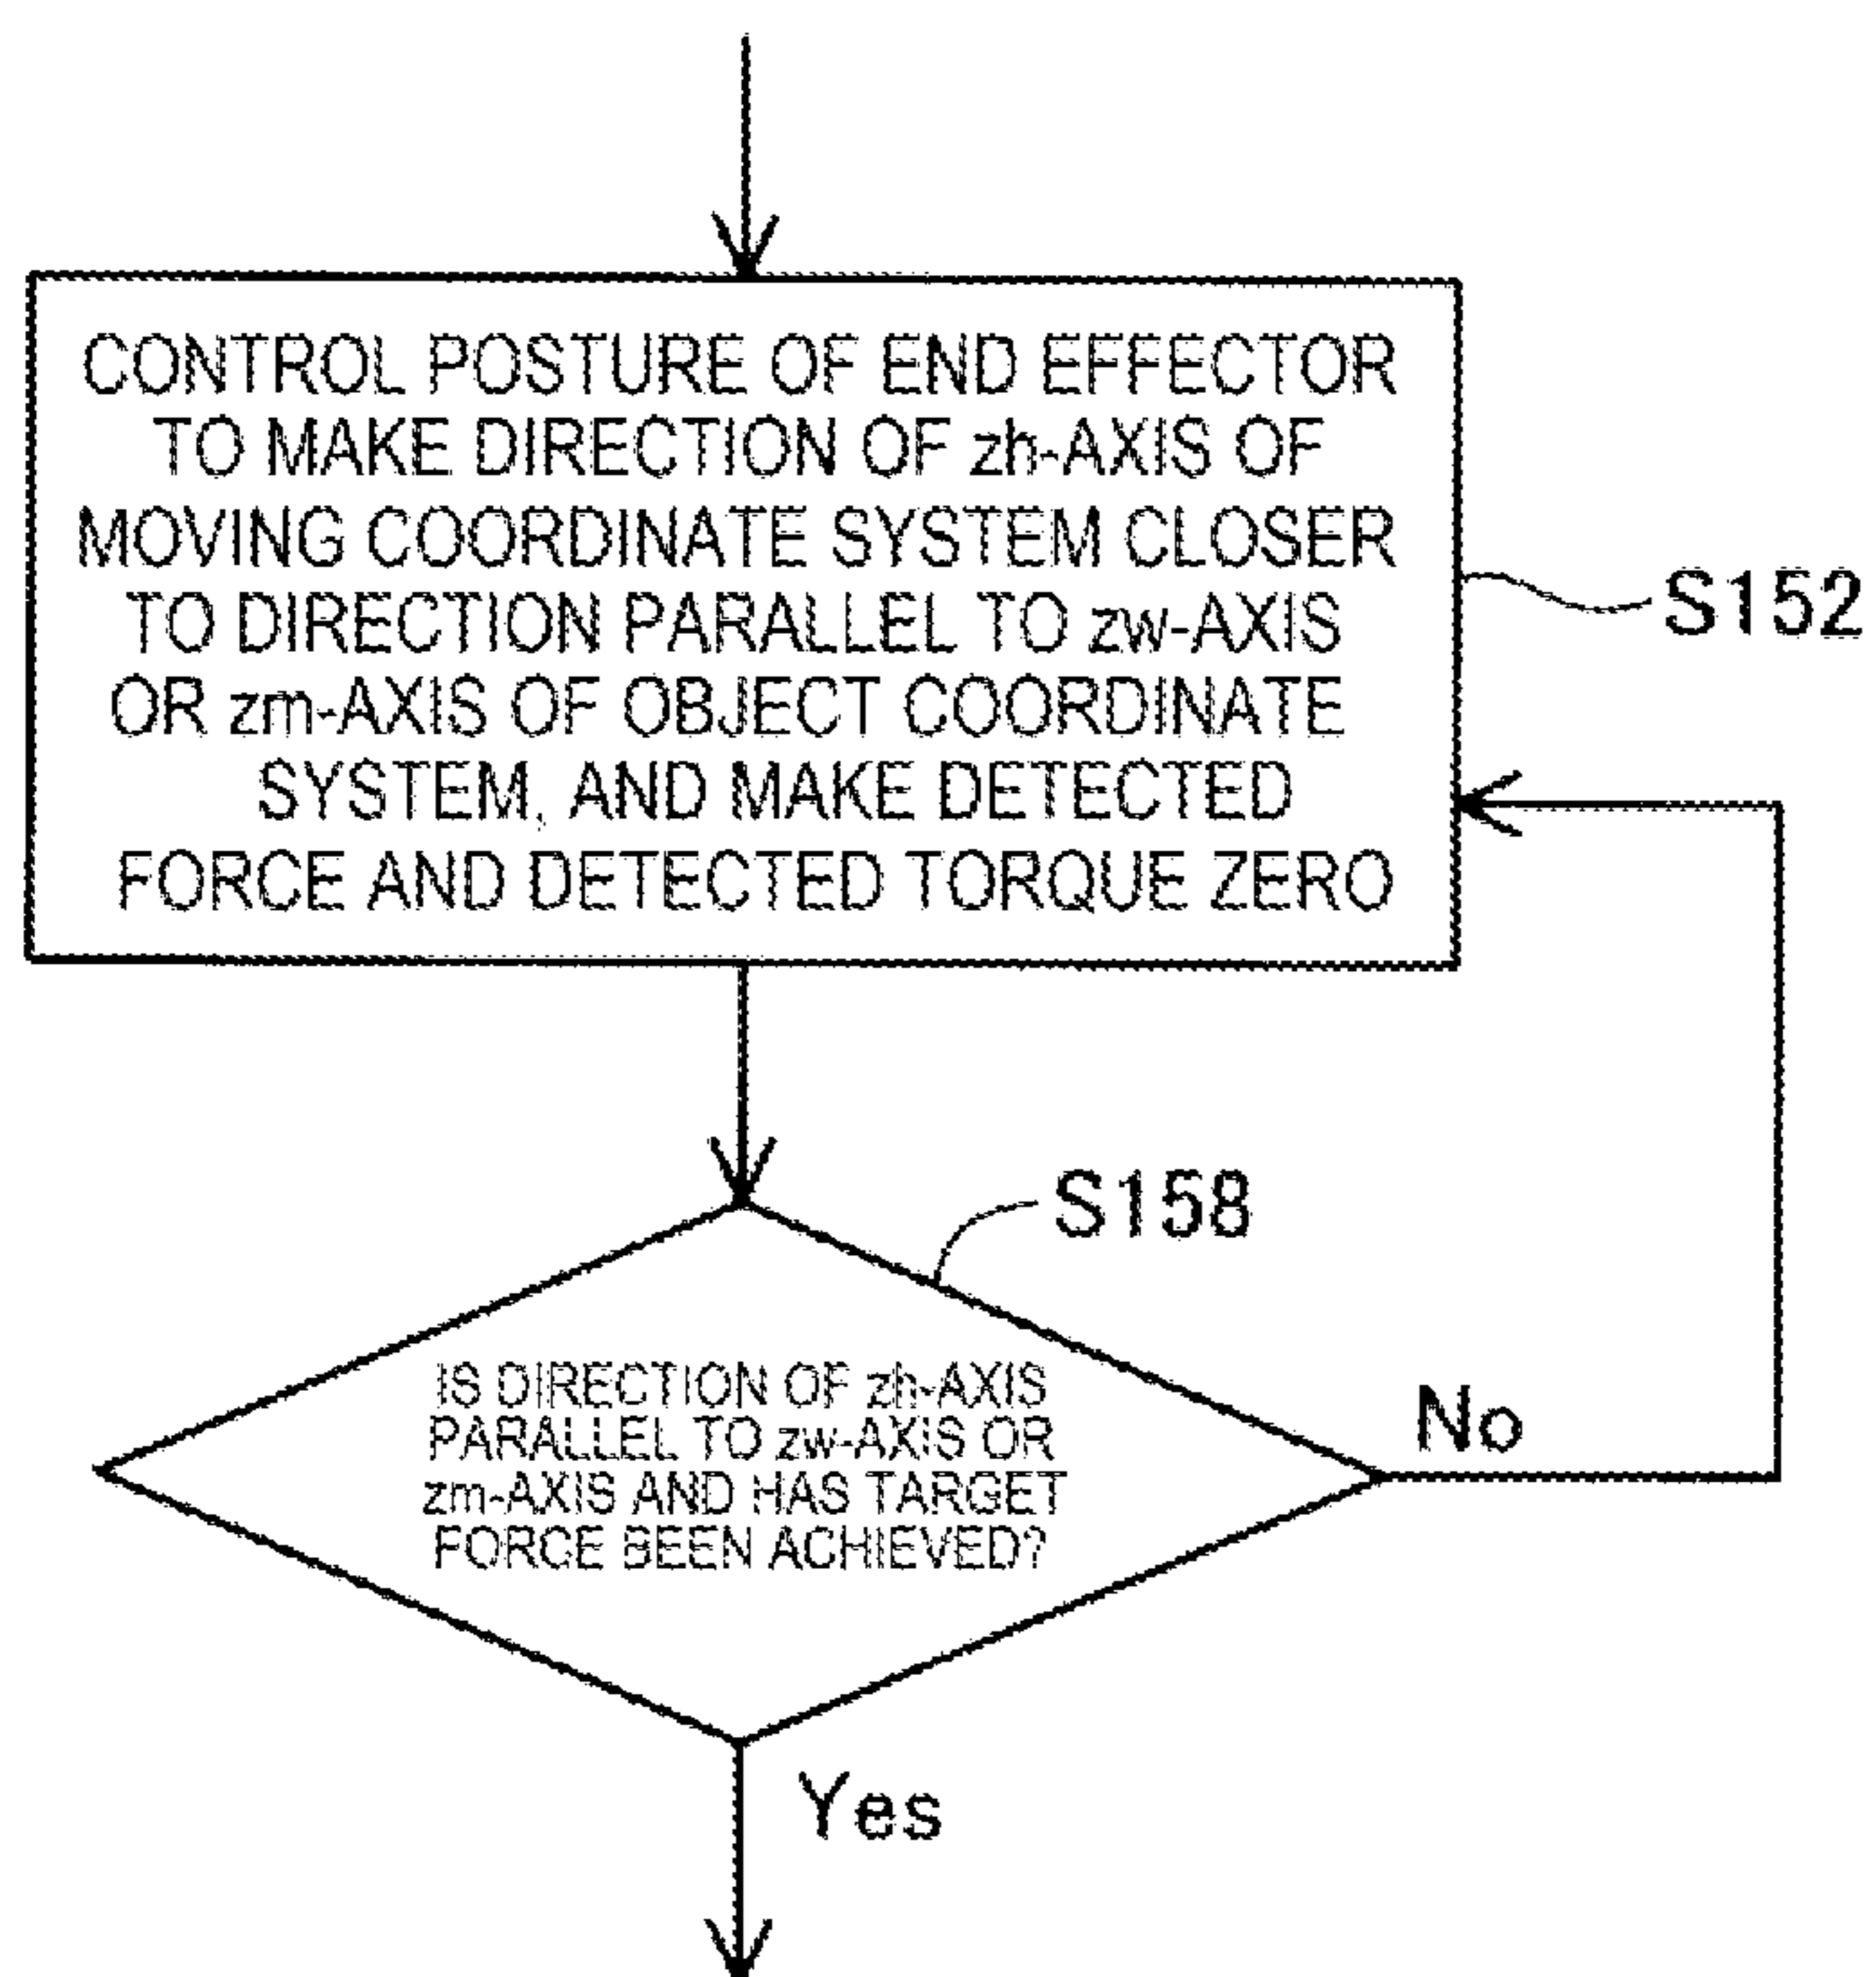 CONTROL POSTURE OF END EFFECTOR
TO MAKE DIRECTION OF zh-AXIS OF
MOVING COORDINATE SYSTEM CLOSER
TO DIRECTION PARALLEL TO zw-AXIS
OR zm-AXIS OF OBJECT COORDINATE
SYSTEM, AND MAKE DETECTED
FORCE AND DETECTED TORQUE ZERO
S152
S158
IS DIRECTION OF zh-AXIS
PARALLEL TO zw-AXIS OR
zm-AXIS AND HAS TARGET
FORCE BEEN ACHIEVED?
No
Yes